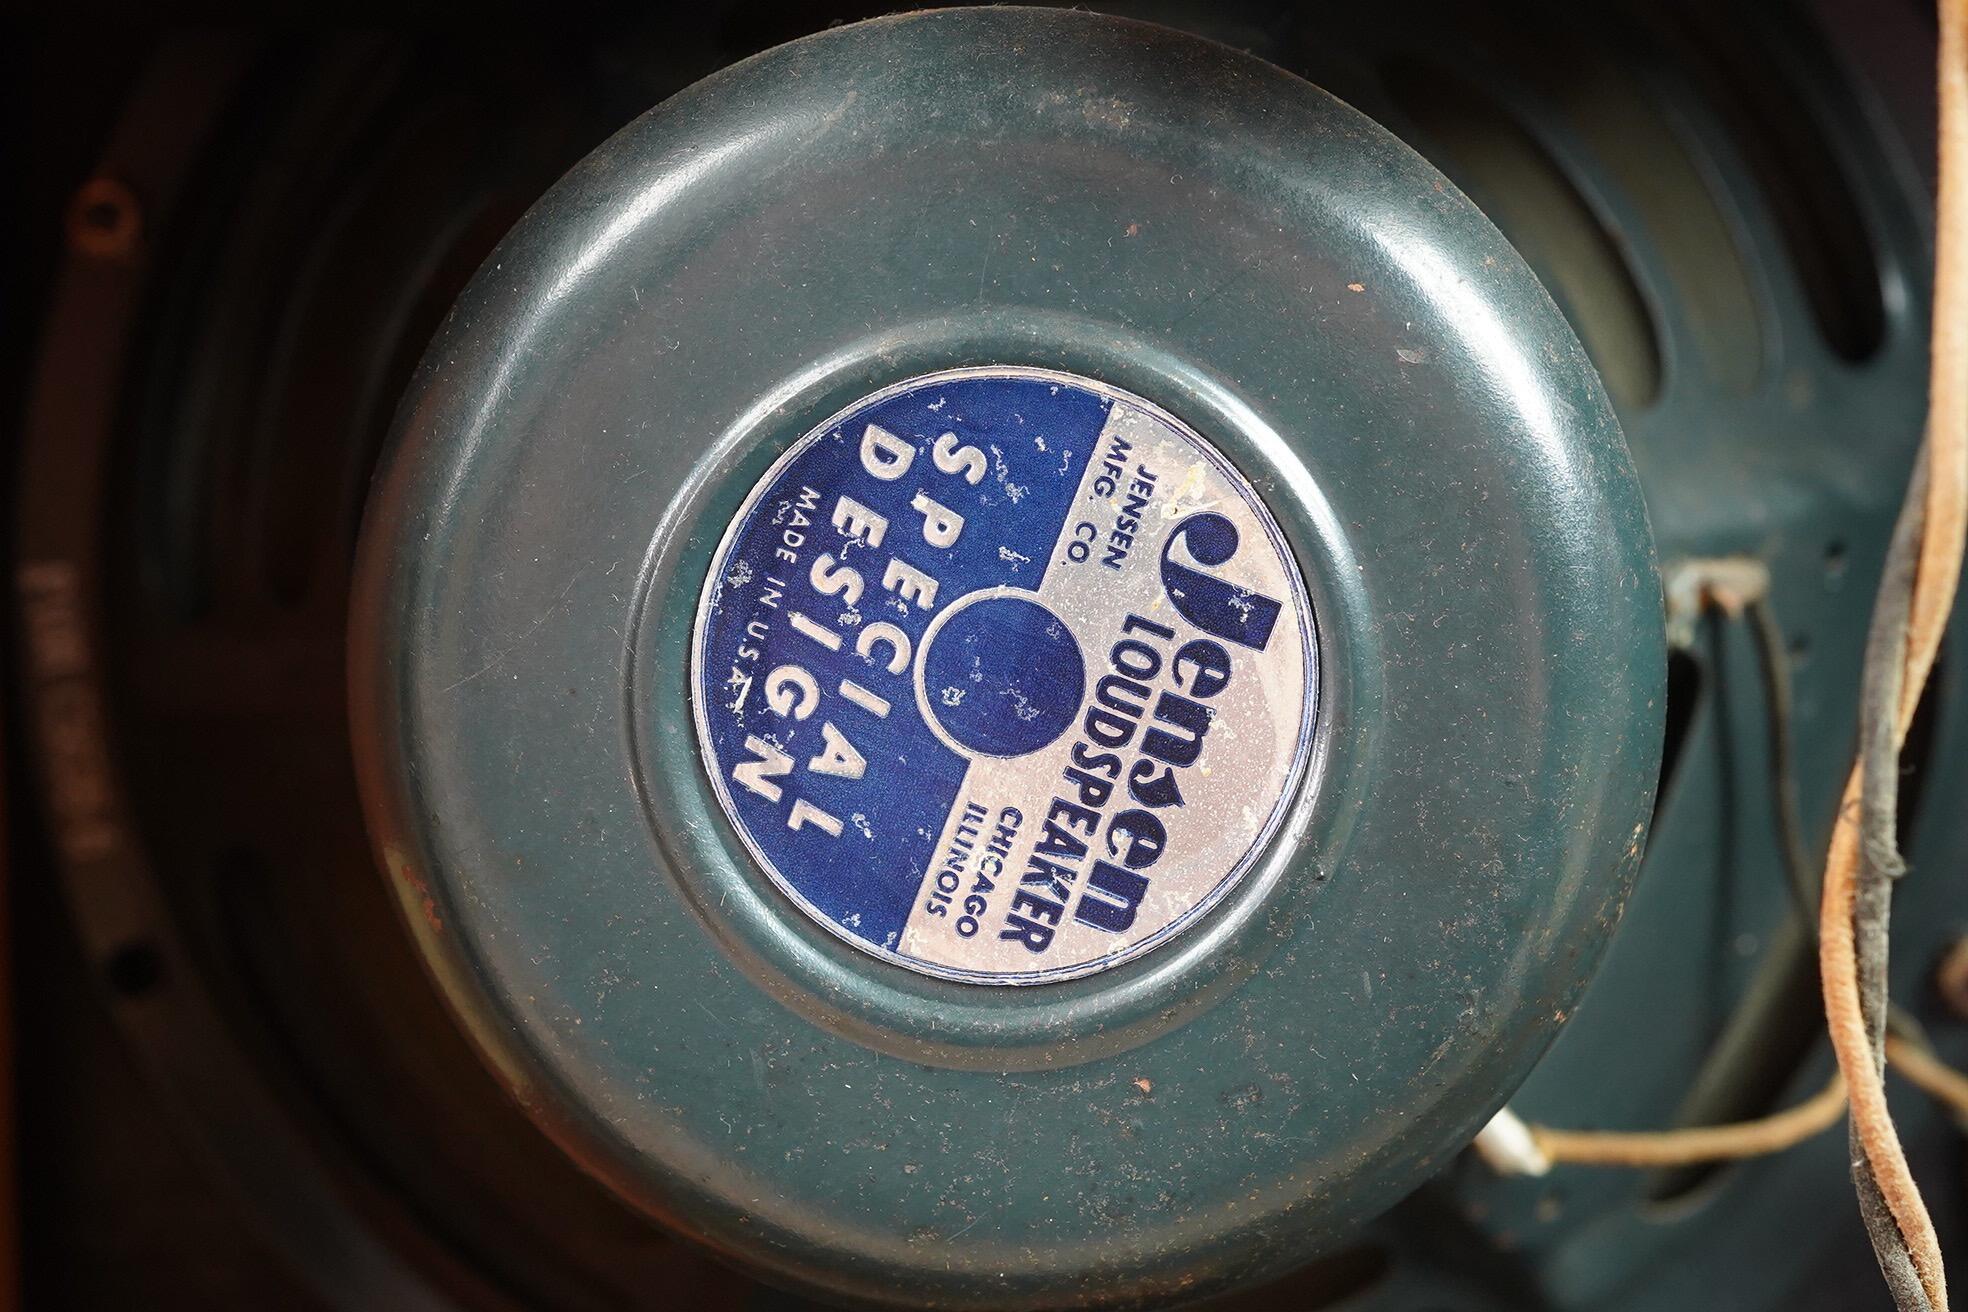 JENSEN
MFG. CO.
Jensen
LOUDSPEAKER
CHICAGO
ILLINOIS
SPECIAL
DESIGN
MADE IN U.S.A.